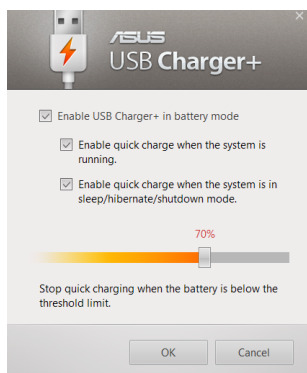 ASUS
USB Charger+
Enable USB Charger+ in battery mode
Enable quick charge when the system is
running.
Enable quick charge when the system is in
sleep/hibernate/shutdown mode.
70%
Stop quick charging when the battery is below the
threshold limit.
OK Cancel